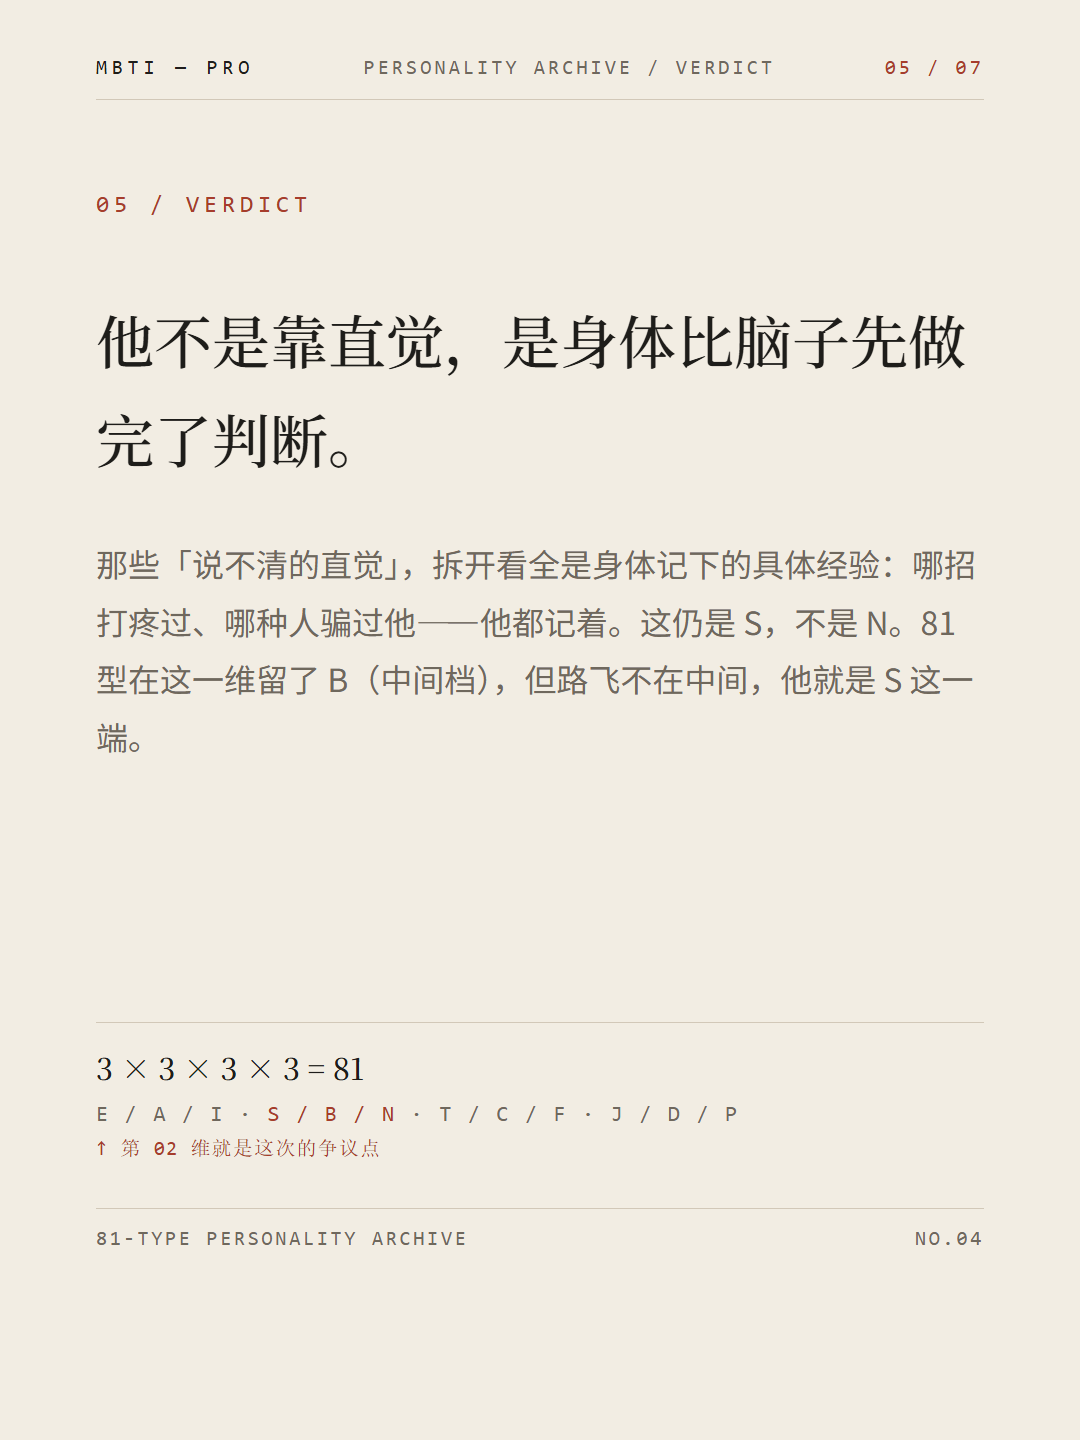 MBTI — PRO
PERSONALITY ARCHIVE / VERDICT
05 / 07
05 / VERDICT
他不是靠直觉，是身体比脑子先做
完了判断。
那些「说不清的直觉」，拆开看全是身体记下的具体经验：哪招
打疼过、哪种人骗过他——他都记着。这仍是 S，不是 N。81
型在这一维留了 B（中间档），但路飞不在中间，他就是 S 这一
端。
3 × 3 × 3 × 3 = 81
E / A / I · S / B / N · T / C / F · J / D / P
↑ 第 02 维就是这次的争议点
81-TYPE PERSONALITY ARCHIVE
NO.04